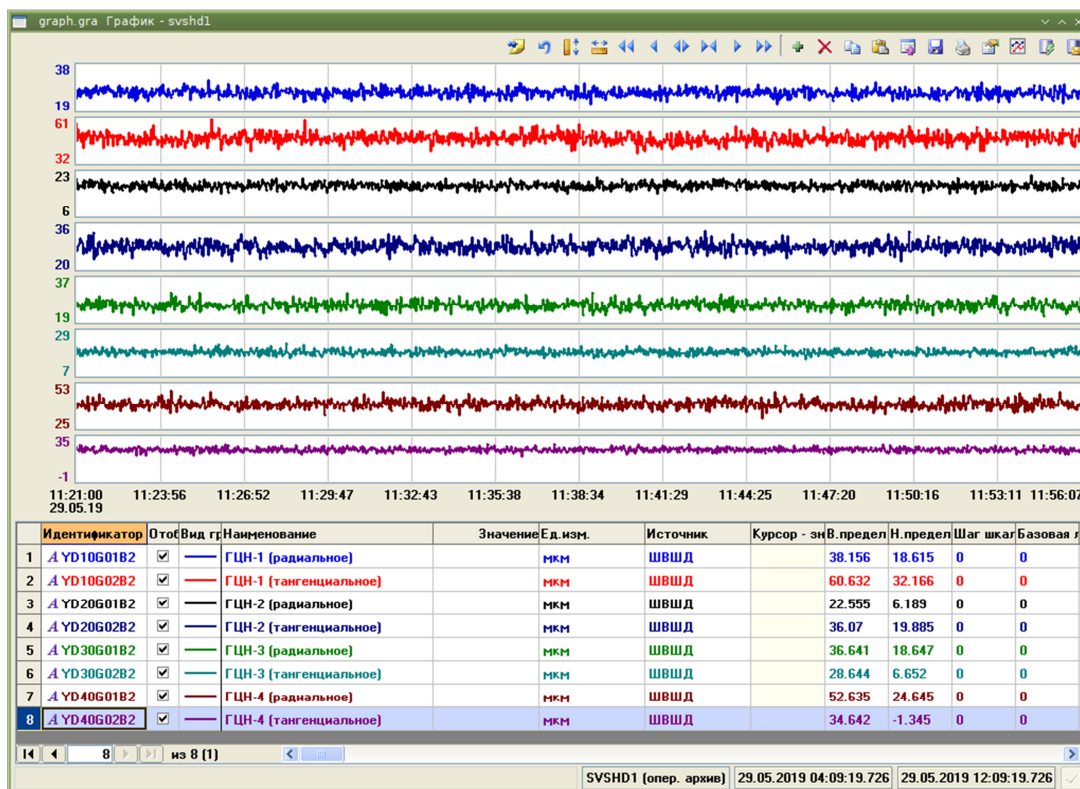 graph.gra График - svshd1
38
19
61
32
23
6
36
20
37
19
29
7
53
25
35
-1
11:21:00 11:23:56 11:26:52 11:29:47 11:32:43 11:35:38 11:38:34 11:41:29 11:44:25 11:47:20 11:50:16 11:53:11 11:56:07
29.05.19
Идентификатор Отоб Вид гр Наименование Значение Ед.изм. Источник Курсор - зн В.предел Н.предел Шаг шкал Базовая л
1 A YD10G01B2 ГЦН-1 (радиальное) мкм ШВШД 38.156 18.615 0 0
2 A YD10G02B2 ГЦН-1 (тангенциальное) мкм ШВШД 60.632 32.166 0 0
3 A YD20G01B2 ГЦН-2 (радиальное) мкм ШВШД 22.555 6.189 0 0
4 A YD20G02B2 ГЦН-2 (тангенциальное) мкм ШВШД 36.07 19.885 0 0
5 A YD30G01B2 ГЦН-3 (радиальное) мкм ШВШД 36.641 18.647 0 0
6 A YD30G02B2 ГЦН-3 (тангенциальное) мкм ШВШД 28.644 6.652 0 0
7 A YD40G01B2 ГЦН-4 (радиальное) мкм ШВШД 52.635 24.645 0 0
8 A YD40G02B2 ГЦН-4 (тангенциальное) мкм ШВШД 34.642 -1.345 0 0
8 из 8 (1)
SVSHD1 (опер. архив) 29.05.2019 04:09:19.726 29.05.2019 12:09:19.726